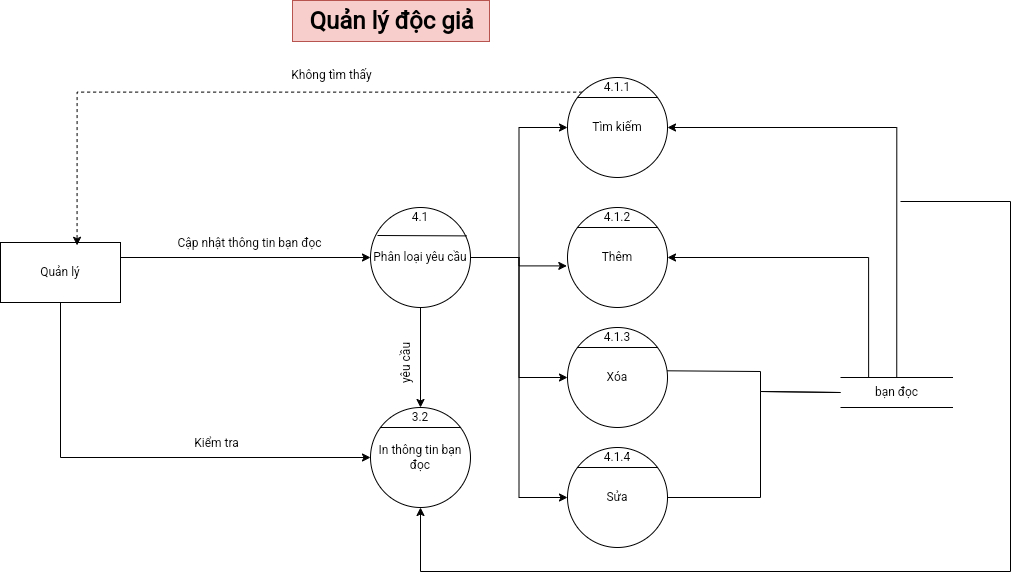 Quản lý độc giả
Không tìm thấy
4.1.1
Tìm kiếm
4.1
4.1.2
Cập nhật thông tin bạn đọc
Phân loại yêu cầu
Thêm
Quản lý
4.1.3
yêu cầu
Xóa
bạn đọc
3.2
Kiểm tra
In thông tin bạn
đọc
4.1.4
Sửa